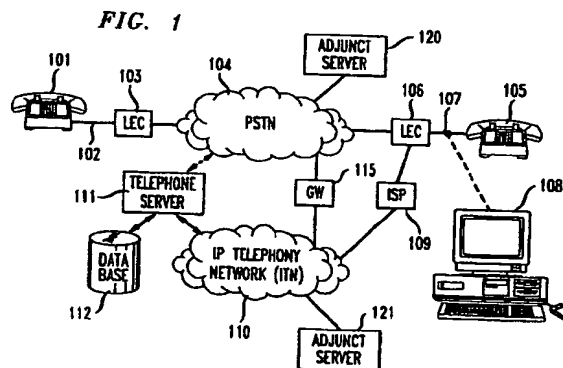 FIG. 1
ADJUNCT
SERVER
120
101
103
104
106
107
105
LEC
PSTN
LEC
102
115
111
TELEPHONE
SERVER
GW
ISP
109
108
DATA
BASE
112
IP TELEPHONY
NETWORK (ITN)
110
121
ADJUNCT
SERVER